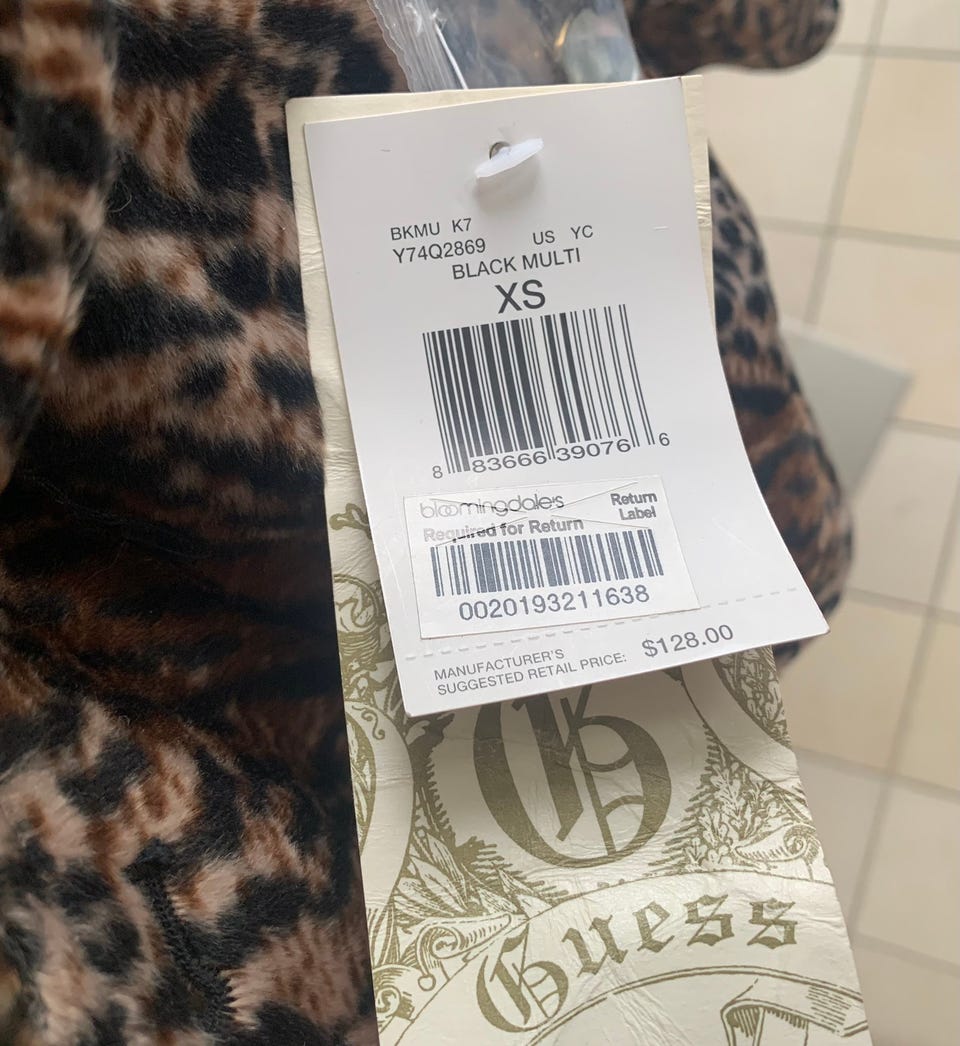 BKMU K7
Y74Q2869 US YC
BLACK MULTI
XS
8 83666 39076 6
bloomingdale's Return
Required for Return Label
0020193211638
MANUFACTURER'S
SUGGESTED RETAIL PRICE: $128.00
G
Guess